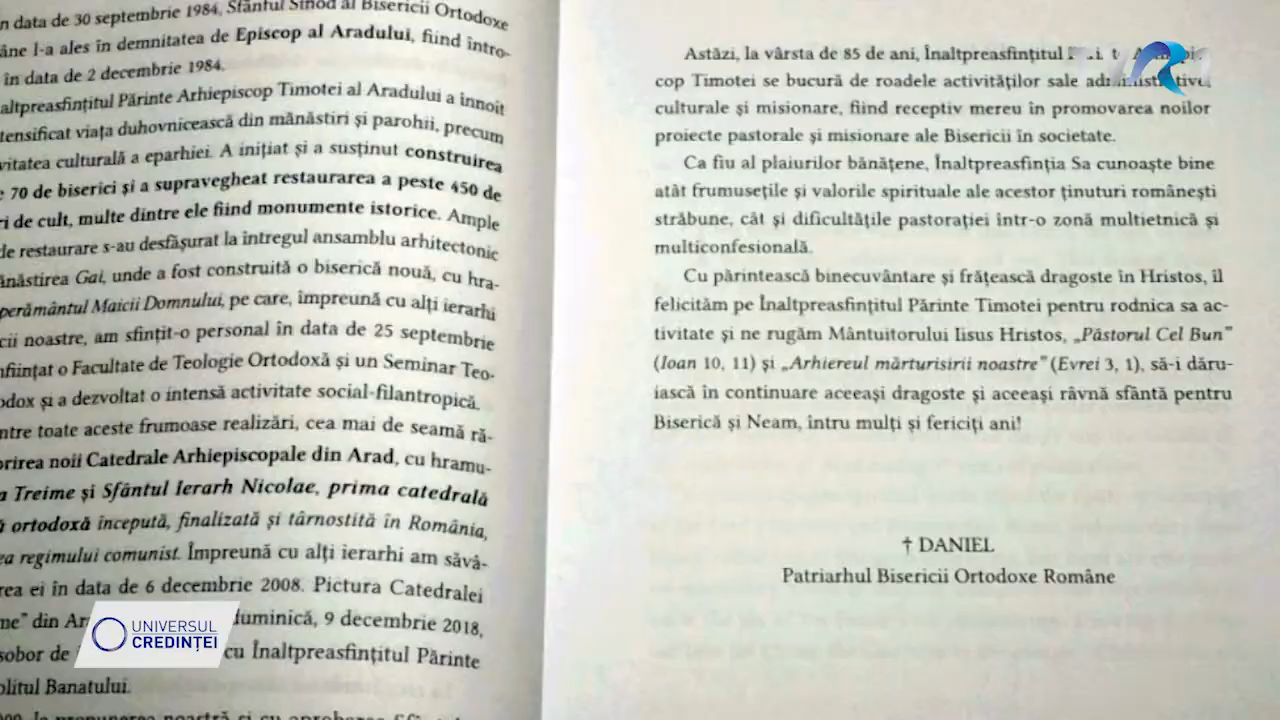 n data de 30 septembrie 1984, Sfântul Sinod al Bisericii Ortodoxe
âne l-a ales în demnitatea de Episcop al Aradului, fiind întro-
în data de 2 decembrie 1984.
altpreasfințitul Părinte Arhiepiscop Timotei al Aradului a înnoit
tensificat viața duhovnicească din mănăstiri și parohii, precum
vitatea culturală a eparhiei. A inițiat și a susținut construirea
e 70 de biserici și a supravegheat restaurarea a peste 450 de
ri de cult, multe dintre ele fiind monumente istorice. Ample
de restaurare s-au desfășurat la întregul ansamblu arhitectonic
ănăstirea Gai, unde a fost construită o biserică nouă, cu hra-
perământul Maicii Domnului, pe care, împreună cu alți ierarhi
cii noastre, am sfințit-o personal în data de 25 septembrie
nființat o Facultate de Teologie Ortodoxă și un Seminar Teo-
odox și a dezvoltat o intensă activitate social-filantropică.
ntre toate aceste frumoase realizări, cea mai de seamă ră-
orirea noii Catedrale Arhiepiscopale din Arad, cu hramu-
a Treime și Sfântul Ierarh Nicolae, prima catedrală
ă ortodoxă începută, finalizată și târnostită în România,
ea regimului comunist. Împreună cu alți ierarhi am săvâ-
rea ei în data de 6 decembrie 2008. Pictura Catedralei
me" din duminică, 9 decembrie 2018,
sobor de cu Înaltpreasfințitul Părinte
olitul Banatului.
la propunerea noastră și cu aprobarea
Astăzi, la vârsta de 85 de ani, Înaltpreasfințitul
cop Timotei se bucură de roadele activităților sale administrative,
culturale și misionare, fiind receptiv mereu în promovarea noilor
proiecte pastorale și misionare ale Bisericii în societate.
Ca fiu al plaiurilor bănățene, Înaltpreasfinția Sa cunoaște bine
atât frumusețile și valorile spirituale ale acestor ținuturi românești
străbune, cât și dificultățile pastorației într-o zonă multietnică și
multiconfesională.
Cu părintească binecuvântare și frățească dragoste în Hristos, îl
felicităm pe Înaltpreasfințitul Părinte Timotei pentru rodnica sa ac-
tivitate și ne rugăm Mântuitorului Iisus Hristos, „Păstorul Cel Bun"
(Ioan 10, 11) și „Arhiereul mărturisirii noastre" (Evrei 3, 1), să-i dăru-
iască în continuare aceeași dragoste și aceeași râvnă sfântă pentru
Biserică și Neam, întru mulți și fericiți ani!
† DANIEL
Patriarhul Bisericii Ortodoxe Române
UNIVERSUL
CREDINȚEI